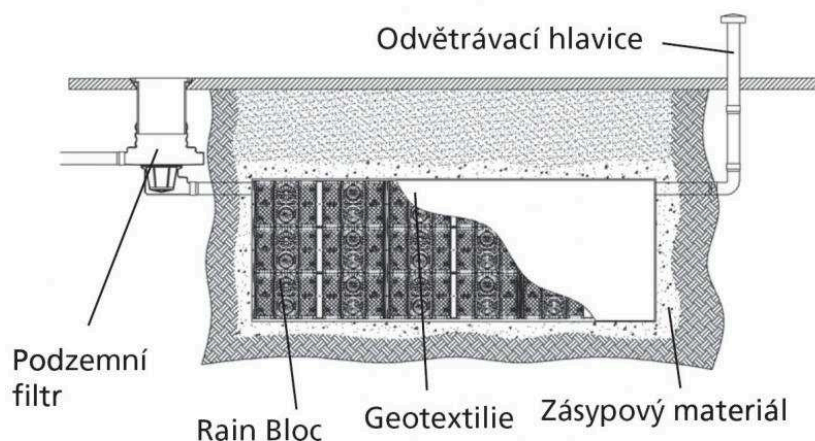 Odvětrávací hlavice
Podzemní
filtr
Rain Bloc
Geotextilie
Zásypový materiál